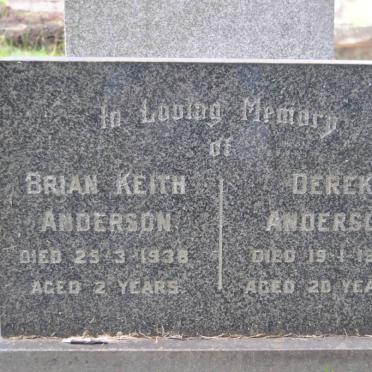 In Loving Memory
of
BRIAN KEITH
ANDERSON
DIED 25·3·1938
AGED 2 YEARS
DEREK
ANDERSO
DIED 19·1·19
AGED 20 YEA